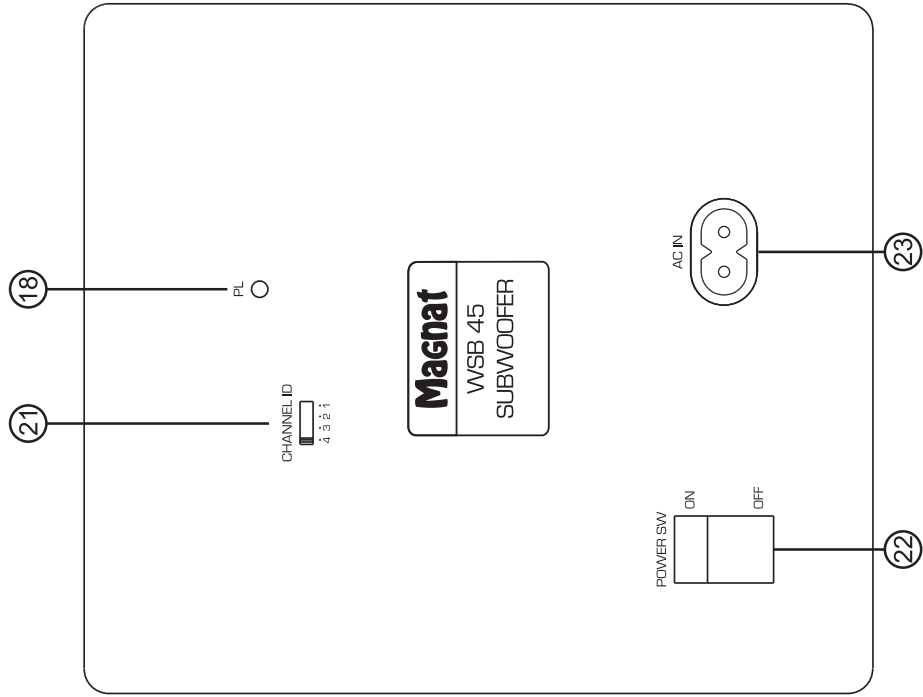 21
18
PL
CHANNEL ID
4 3 2 1
Magnat
WSB 45
SUBWOOFER
POWER SW
ON
OFF
AC IN
22
23